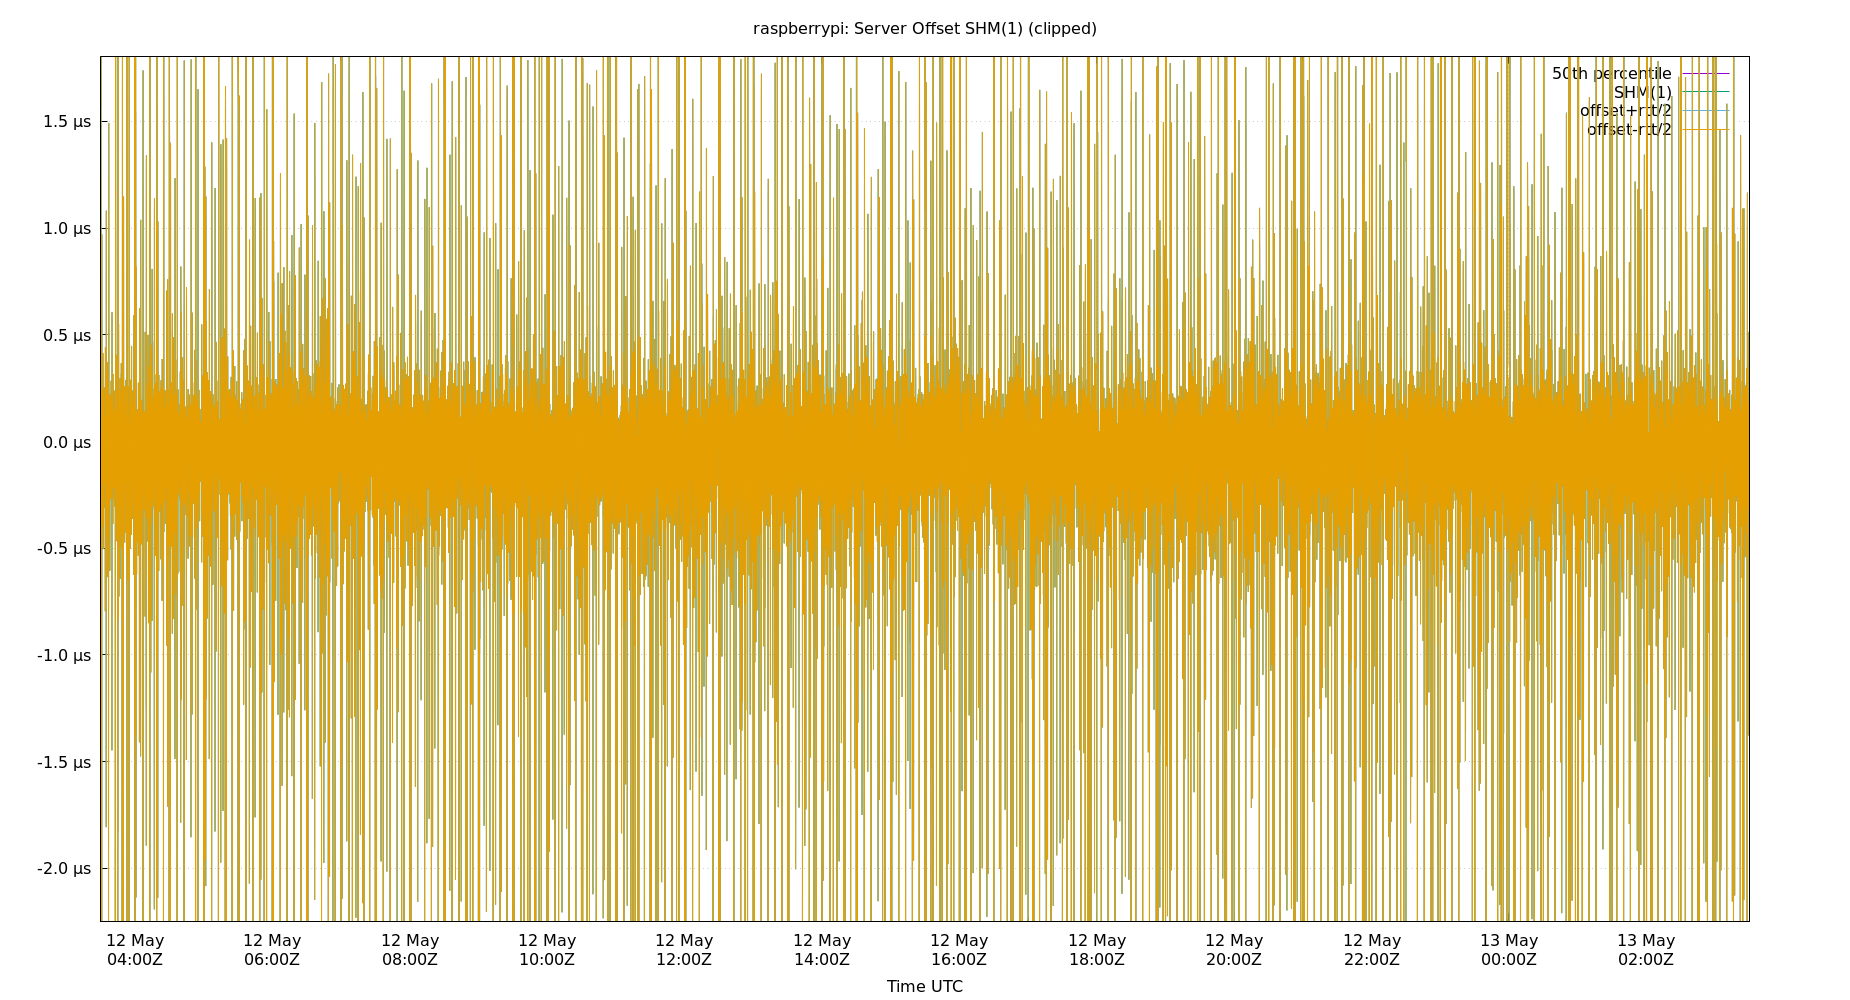 raspberrypi: Server Offset SHM(1) (clipped)
50th percentile
SHM(1)
offset+rtt/2
offset-rtt/2
1.5 μs
1.0 μs
0.5 μs
0.0 μs
-0.5 μs
-1.0 μs
-1.5 μs
-2.0 μs
12 May 12 May 12 May 12 May 12 May 12 May 12 May 12 May 12 May 12 May 13 May 13 May
04:00Z 06:00Z 08:00Z 10:00Z 12:00Z 14:00Z 16:00Z 18:00Z 20:00Z 22:00Z 00:00Z 02:00Z
Time UTC